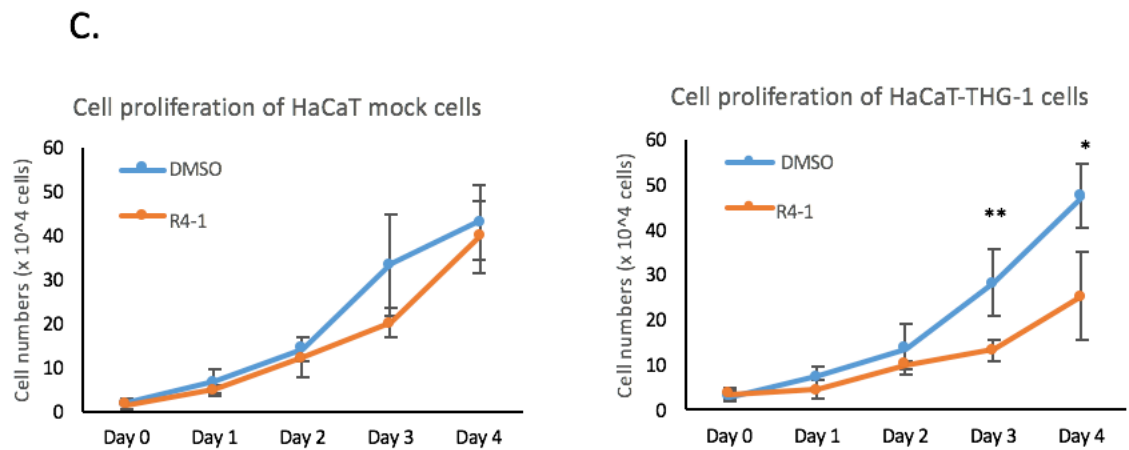 C.
Cell proliferation of HaCaT mock cells
Cell numbers (x 10^4 cells)
60
50
40
30
20
10
0
DMSO
R4-1
Day 0 Day 1 Day 2 Day 3 Day 4
Cell proliferation of HaCaT-THG-1 cells
Cell numbers (x 10^4 cells)
60
50
40
30
20
10
0
DMSO
R4-1
**
*
Day 0 Day 1 Day 2 Day 3 Day 4